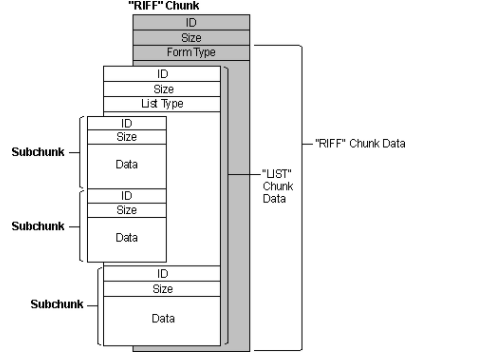 "RIFF" Chunk
ID
Size
Form Type
ID
Size
List Type
ID
Size
Subchunk
Data
"RIFF" Chunk Data
"LIST"
Chunk
Data
ID
Size
Subchunk
Data
ID
Size
Subchunk
Data